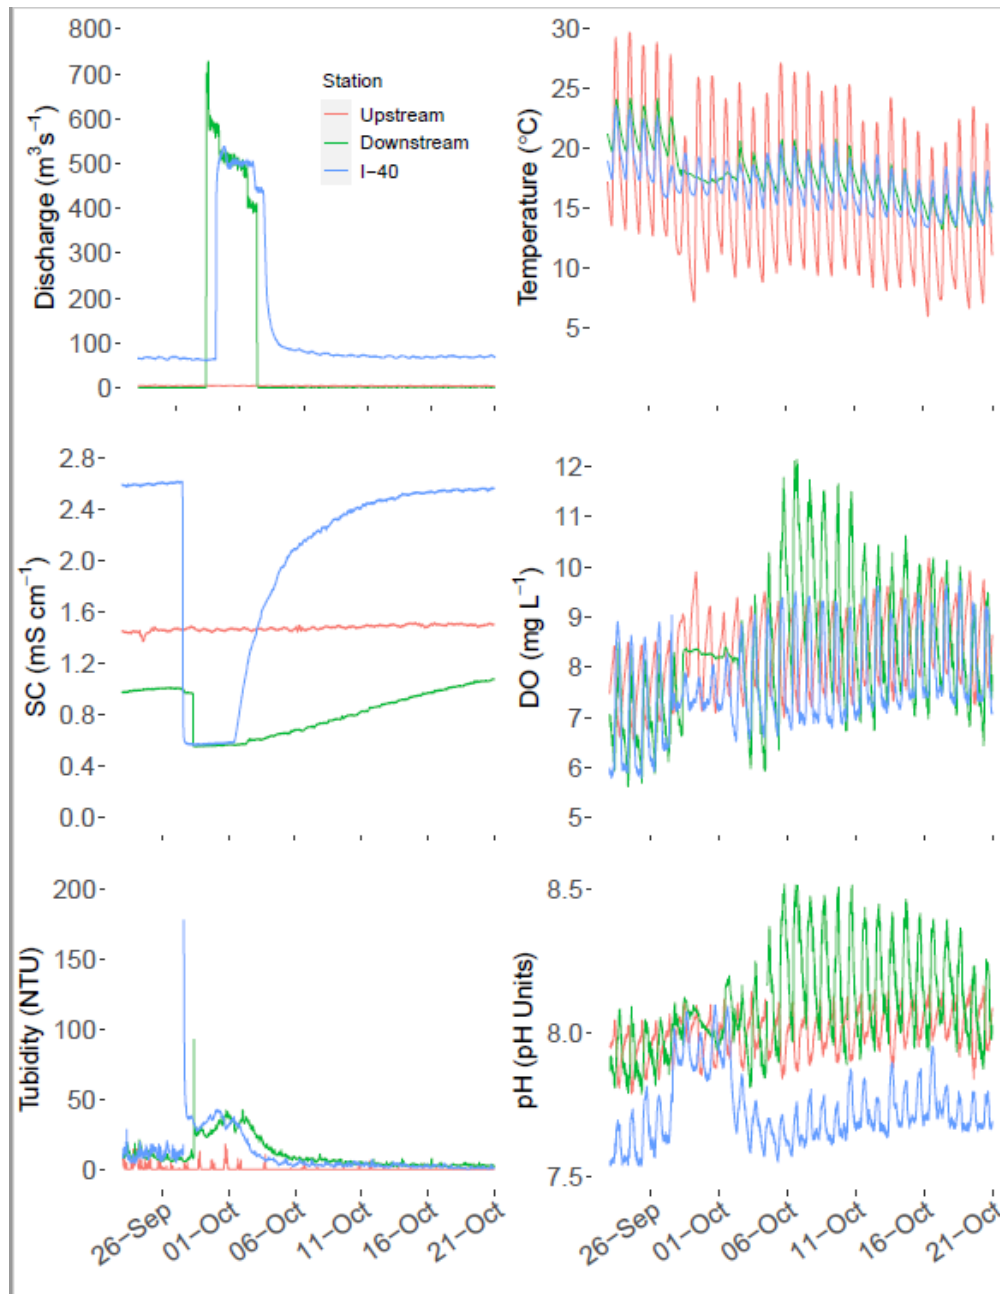 800
700
600
500
400
300
200
100
0
Discharge (m³s⁻¹)
Station
Upstream
Downstream
I−40
30
25
20
15
10
5
Temperature (°C)
2.8
2.4
2.0
1.6
1.2
0.8
0.4
0.0
SC (mS cm⁻¹)
12
11
10
9
8
7
6
5
DO (mg L⁻¹)
200
150
100
50
0
Tubidity (NTU)
26−Sep
01−Oct
06−Oct
11−Oct
16−Oct
21−Oct
8.5
8.0
7.5
pH (pH Units)
26−Sep
01−Oct
06−Oct
11−Oct
16−Oct
21−Oct